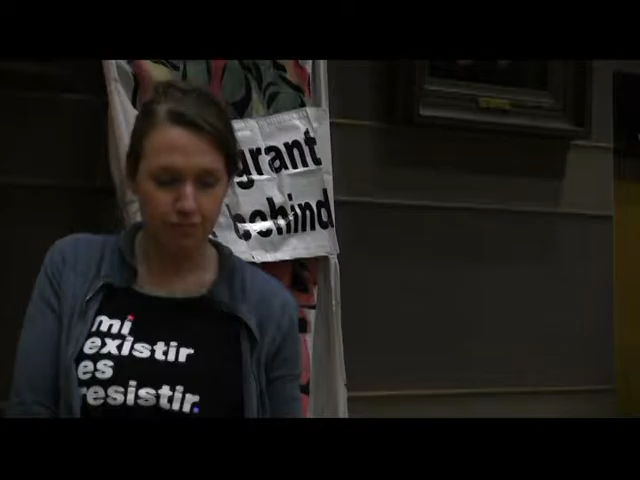 grant
behind
mi
existir
es
resistir.